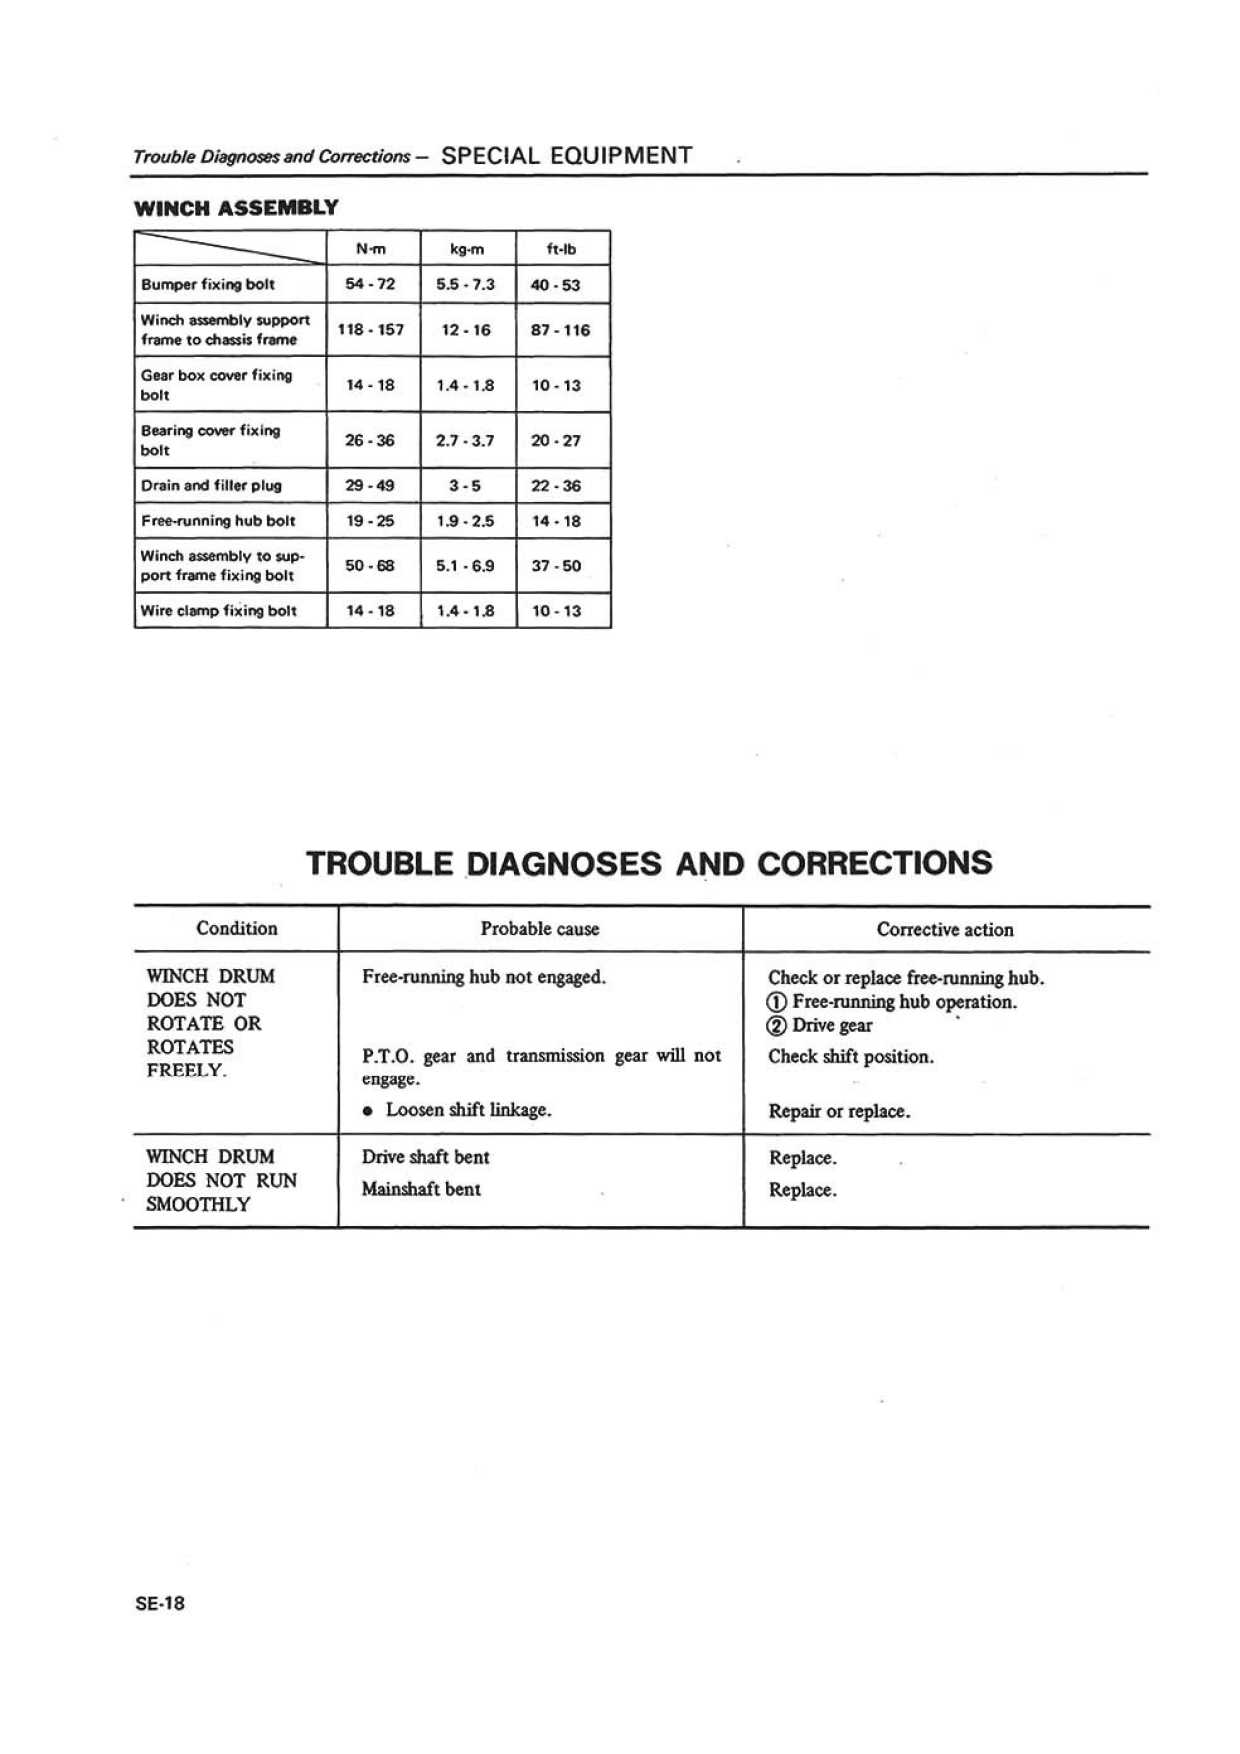 Trouble Diagnoses and Corrections – SPECIAL EQUIPMENT
WINCH ASSEMBLY
N·m kg-m ft-lb
Bumper fixing bolt 54 - 72 5.5 - 7.3 40 - 53
Winch assembly support
frame to chassis frame 118 - 157 12 - 16 87 - 116
Gear box cover fixing
bolt 14 - 18 1.4 - 1.8 10 - 13
Bearing cover fixing
bolt 26 - 36 2.7 - 3.7 20 - 27
Drain and filler plug 29 - 49 3 - 5 22 - 36
Free-running hub bolt 19 - 25 1.9 - 2.5 14 - 18
Winch assembly to sup-
port frame fixing bolt 50 - 68 5.1 - 6.9 37 - 50
Wire clamp fixing bolt 14 - 18 1.4 - 1.8 10 - 13
TROUBLE DIAGNOSES AND CORRECTIONS
Condition Probable cause Corrective action
WINCH DRUM
DOES NOT
ROTATE OR
ROTATES
FREELY.
Free-running hub not engaged.
Check or replace free-running hub.
① Free-running hub operation.
② Drive gear
P.T.O. gear and transmission gear will not
engage.
Check shift position.
● Loosen shift linkage.
Repair or replace.
WINCH DRUM
DOES NOT RUN
SMOOTHLY
Drive shaft bent
Replace.
Mainshaft bent
Replace.
SE-18